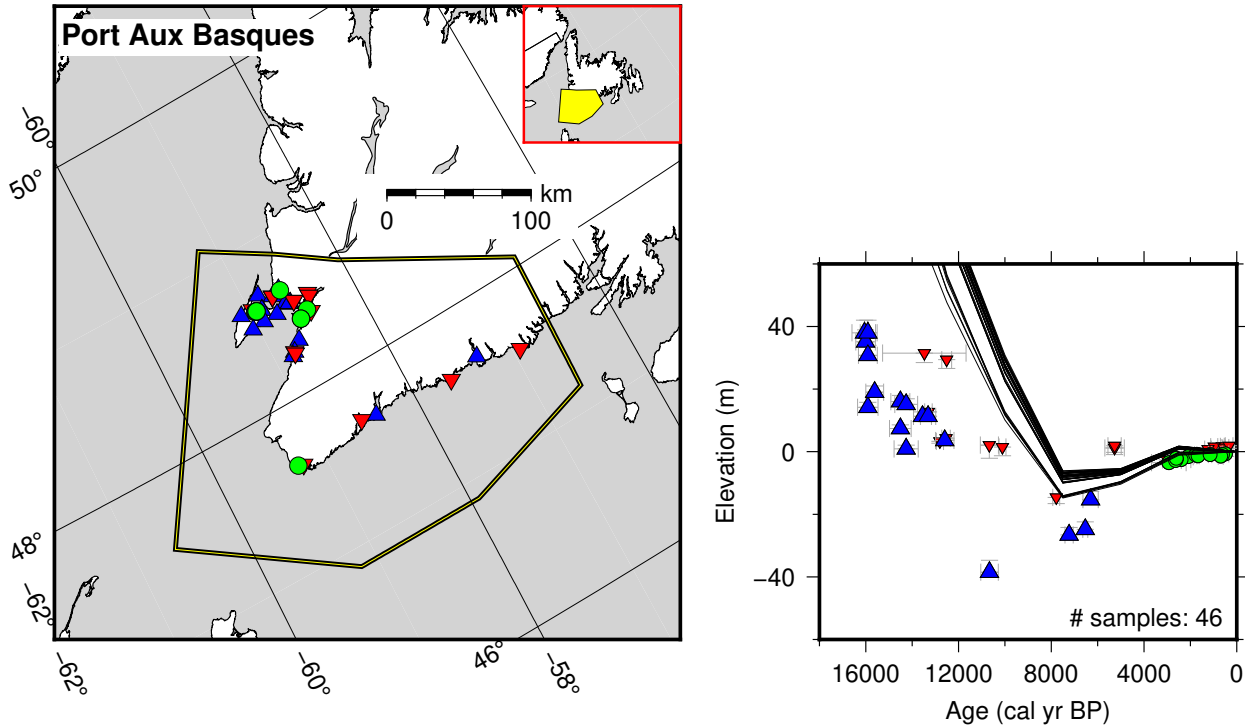 Port Aux Basques
−60°
50°
km
0 100
48°
−62°
−62°
−60°
46°
−58°
Elevation (m)
40
0
−40
# samples: 46
16000 12000 8000 4000 0
Age (cal yr BP)